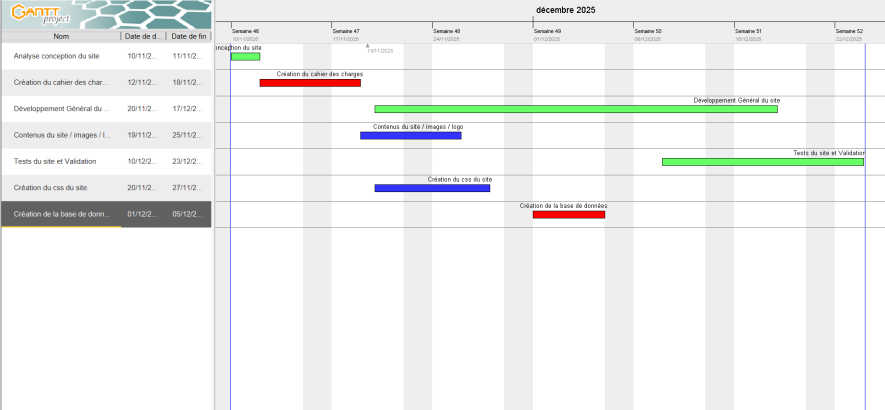 GANTT project
décembre 2025
Semaine 46 Semaine 47 Semaine 48 Semaine 49 Semaine 50 Semaine 51 Semaine 52
Nom Date de d... Date de fin
10/11/2025 17/11/2025 24/11/2025 01/12/2025 08/12/2025 15/12/2025 22/12/2025
19/11/2025
Analyse conception du site 10/11/2... 11/11/2...
onception du site
Création du cahier des char... 12/11/2... 18/11/2...
Création du cahier des charges
Développement Général du ... 20/11/2... 17/12/2...
Développement Général du site
Contenus du site / images / l... 19/11/2... 25/11/2...
Contenus du site / images / logo
Tests du site et Validation 10/12/2... 23/12/2...
Tests du site et Validation
Création du css du site 20/11/2... 27/11/2...
Création du css du site
Création de la base de donn... 01/12/2... 05/12/2...
Création de la base de données